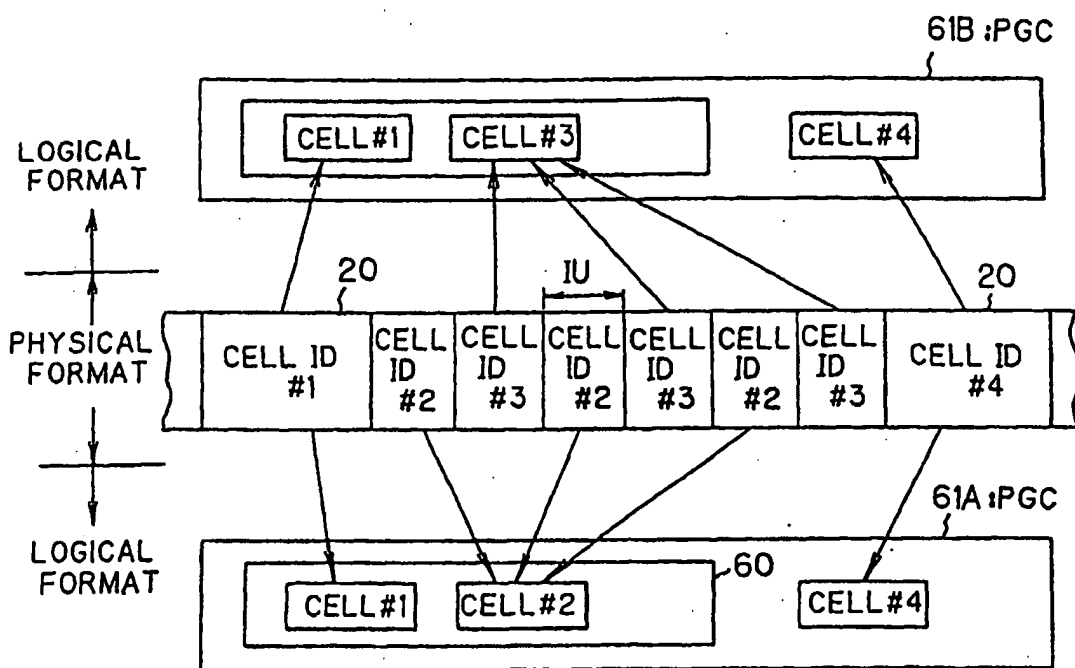 61B :PGC
CELL#1
CELL#3
CELL#4
LOGICAL
FORMAT
20
IU
20
PHYSICAL
FORMAT
CELL ID
#1
CELL
ID
#2
CELL
ID
#3
CELL
ID
#2
CELL
ID
#3
CELL
ID
#2
CELL
ID
#3
CELL ID
#4
61A :PGC
LOGICAL
FORMAT
60
CELL#1
CELL#2
CELL#4